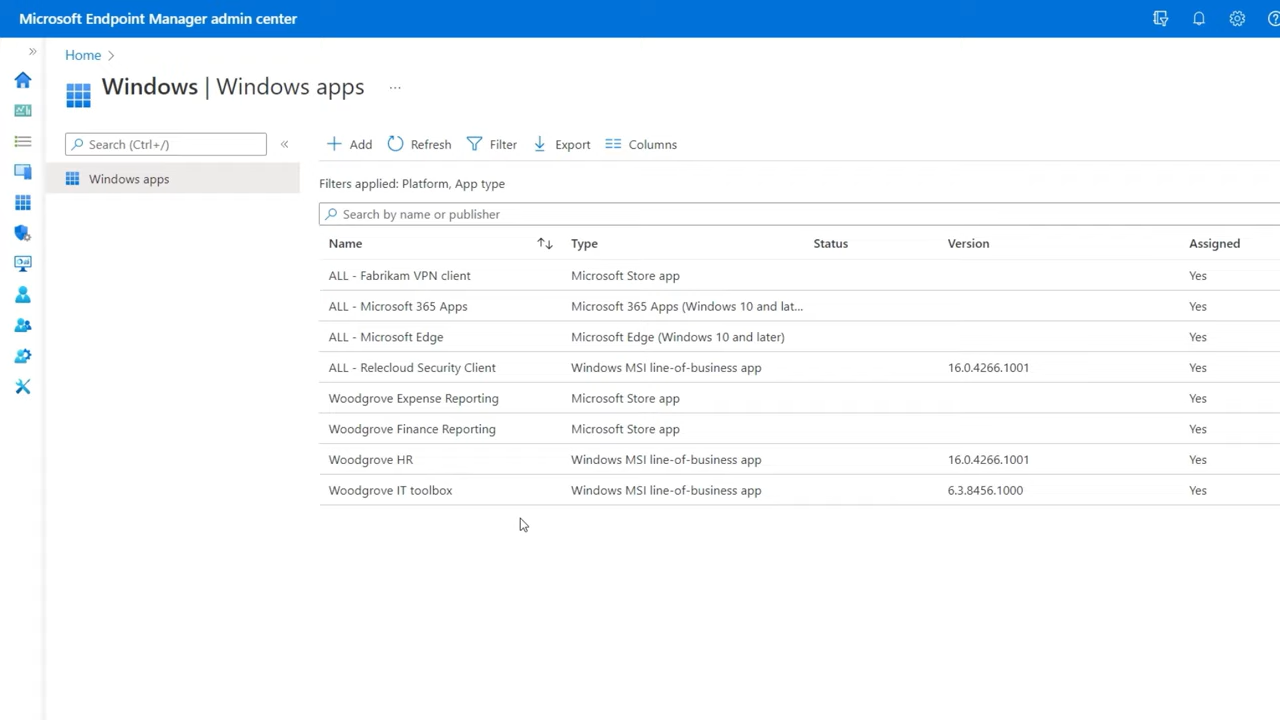 Microsoft Endpoint Manager admin center
Home
Windows | Windows apps ...
Search (Ctrl+/)
Add Refresh Filter Export Columns
Windows apps
Filters applied: Platform, App type
Search by name or publisher
Name Type Status Version Assigned
ALL - Fabrikam VPN client Microsoft Store app Yes
ALL - Microsoft 365 Apps Microsoft 365 Apps (Windows 10 and lat... Yes
ALL - Microsoft Edge Microsoft Edge (Windows 10 and later) Yes
ALL - Relecloud Security Client Windows MSI line-of-business app 16.0.4266.1001 Yes
Woodgrove Expense Reporting Microsoft Store app Yes
Woodgrove Finance Reporting Microsoft Store app Yes
Woodgrove HR Windows MSI line-of-business app 16.0.4266.1001 Yes
Woodgrove IT toolbox Windows MSI line-of-business app 6.3.8456.1000 Yes